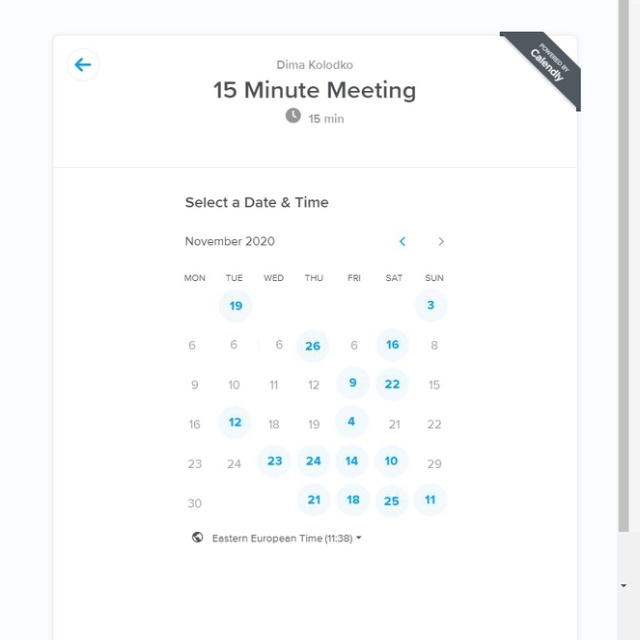 POWERED BY
Calendly
Dima Kolodko
15 Minute Meeting
15 min
Select a Date & Time
November 2020
MON TUE WED THU FRI SAT SUN
19 3
6 6 6 26 6 16 8
9 10 11 12 9 22 15
16 12 18 19 4 21 22
23 24 23 24 14 10 29
30 21 18 25 11
Eastern European Time (11:38)